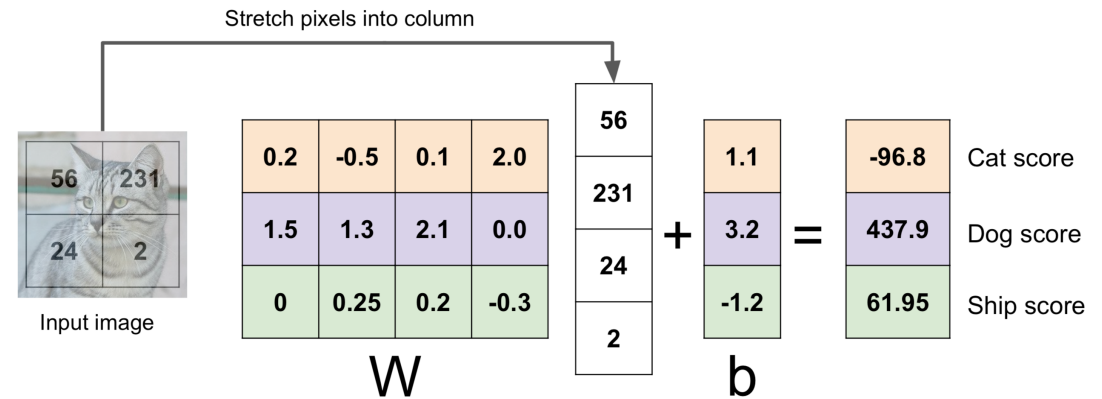 Stretch pixels into column
56 231
24 2
Input image
0.2 -0.5 0.1 2.0
1.5 1.3 2.1 0.0
0 0.25 0.2 -0.3
W
56
231
24
2
+
1.1
3.2
-1.2
b
=
-96.8 Cat score
437.9 Dog score
61.95 Ship score